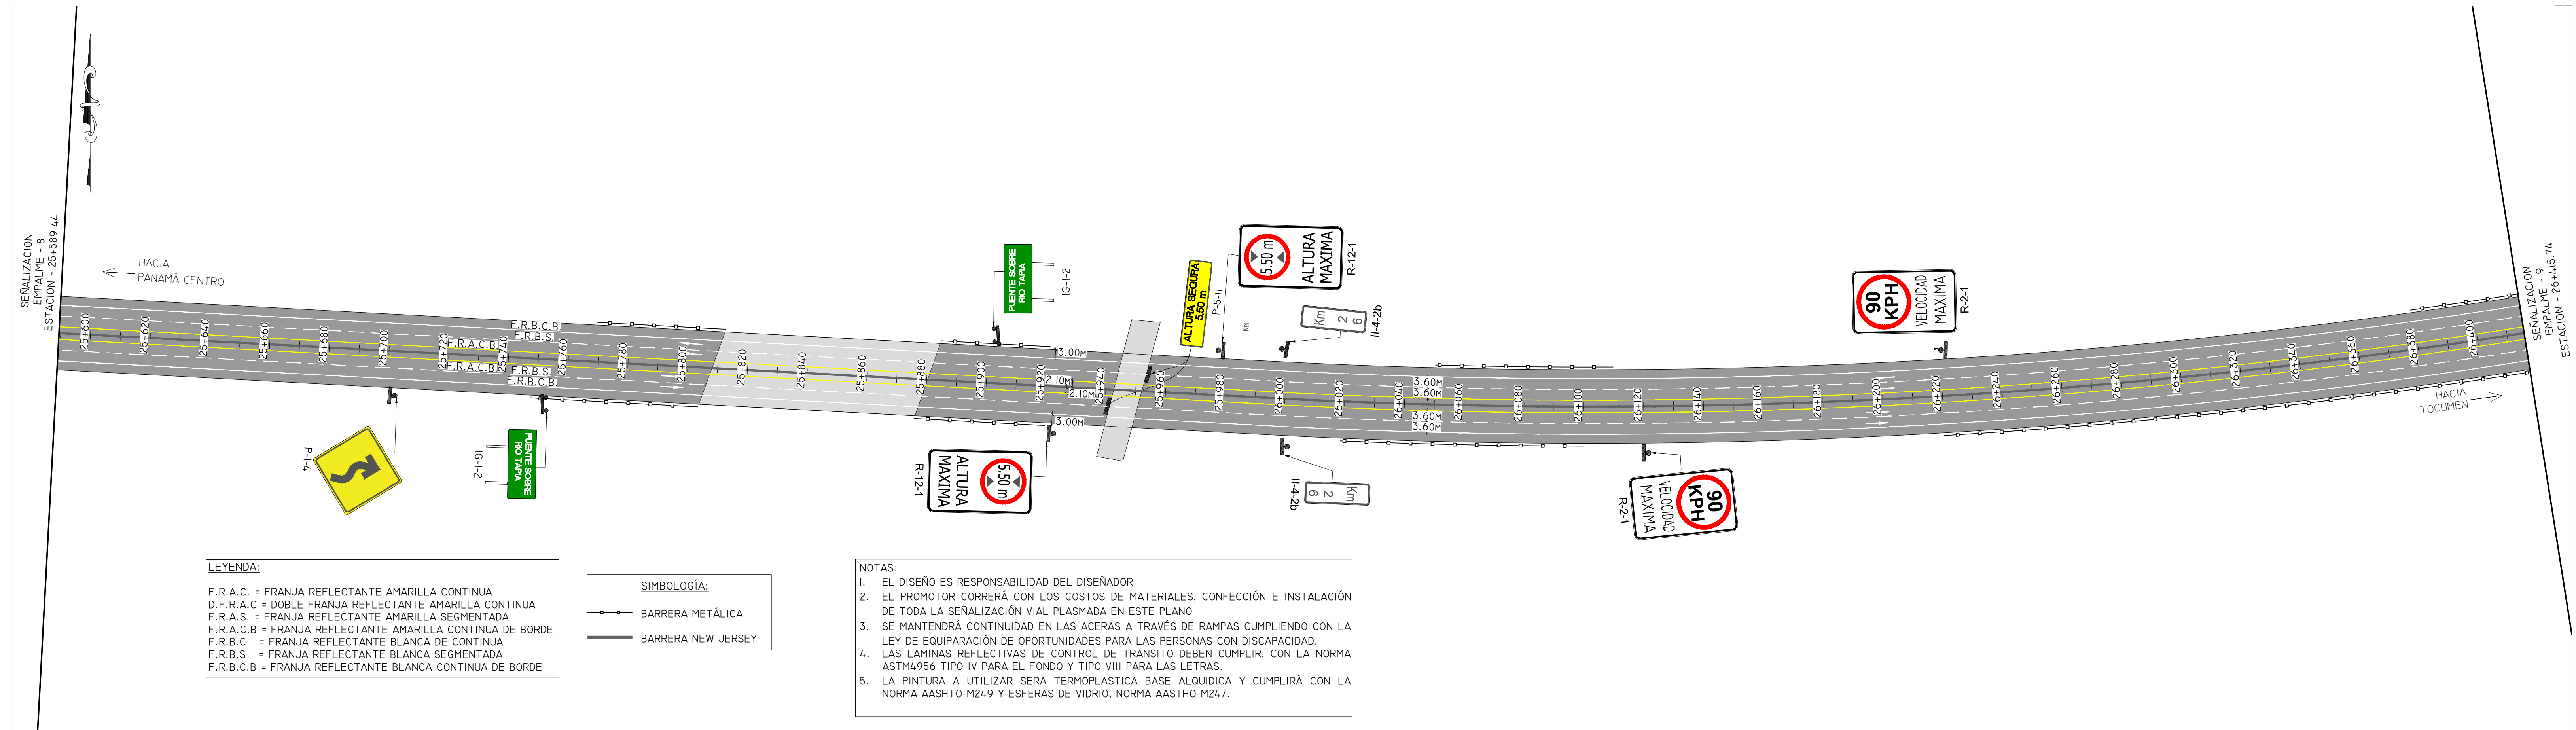 SEÑALIZACION
EMPALME - 8
ESTACION - 25+589.44
HACIA
PANAMÁ CENTRO
25+600
25+620
25+640
25+660
25+680
25+700
25+720
25+740
25+760
25+780
25+800
25+820
25+840
25+860
25+880
25+900
25+920
25+940
25+960
25+980
26+000
26+020
26+040
26+060
26+080
26+100
26+120
26+140
26+160
26+180
26+200
26+220
26+240
26+260
26+280
26+300
26+320
26+340
26+360
26+380
26+400
F.R.B.C.B
F.R.B.S
F.R.A.C.B
F.R.A.C.B
F.R.B.S
F.R.B.C.B
P-I-4
PUENTE SOBRE
RIO TAPIA
IG-I-2
PUENTE SOBRE
RIO TAPIA
IG-I-2
3.00M
2.10M
2.10M
3.00M
5.50 m
ALTURA
MAXIMA
R-12-1
ALTURA SEGURA
5.50 m
P-5-II
Km
5.50 m
ALTURA
MAXIMA
R-12-1
Km
2
6
II-4-2b
Km
2
6
II-4-2b
3.60M
3.60M
3.60M
3.60M
90
KPH
VELOCIDAD
MAXIMA
R-2-1
90
KPH
VELOCIDAD
MAXIMA
R-2-1
HACIA
TOCUMEN
SEÑALIZACION
EMPALME - 9
ESTACION - 26+415.74
LEYENDA:
F.R.A.C. = FRANJA REFLECTANTE AMARILLA CONTINUA
D.F.R.A.C = DOBLE FRANJA REFLECTANTE AMARILLA CONTINUA
F.R.A.S. = FRANJA REFLECTANTE AMARILLA SEGMENTADA
F.R.A.C.B = FRANJA REFLECTANTE AMARILLA CONTINUA DE BORDE
F.R.B.C = FRANJA REFLECTANTE BLANCA DE CONTINUA
F.R.B.S = FRANJA REFLECTANTE BLANCA SEGMENTADA
F.R.B.C.B = FRANJA REFLECTANTE BLANCA CONTINUA DE BORDE
SIMBOLOGÍA:
BARRERA METÁLICA
BARRERA NEW JERSEY
NOTAS:
1. EL DISEÑO ES RESPONSABILIDAD DEL DISEÑADOR
2. EL PROMOTOR CORRERÁ CON LOS COSTOS DE MATERIALES, CONFECCIÓN E INSTALACIÓN
DE TODA LA SEÑALIZACIÓN VIAL PLASMADA EN ESTE PLANO
3. SE MANTENDRÁ CONTINUIDAD EN LAS ACERAS A TRAVÉS DE RAMPAS CUMPLIENDO CON LA
LEY DE EQUIPARACIÓN DE OPORTUNIDADES PARA LAS PERSONAS CON DISCAPACIDAD.
4. LAS LAMINAS REFLECTIVAS DE CONTROL DE TRANSITO DEBEN CUMPLIR, CON LA NORMA
ASTM4956 TIPO IV PARA EL FONDO Y TIPO VIII PARA LAS LETRAS.
5. LA PINTURA A UTILIZAR SERA TERMOPLASTICA BASE ALQUIDICA Y CUMPLIRÁ CON LA
NORMA AASHTO-M249 Y ESFERAS DE VIDRIO, NORMA AASTHO-M247.